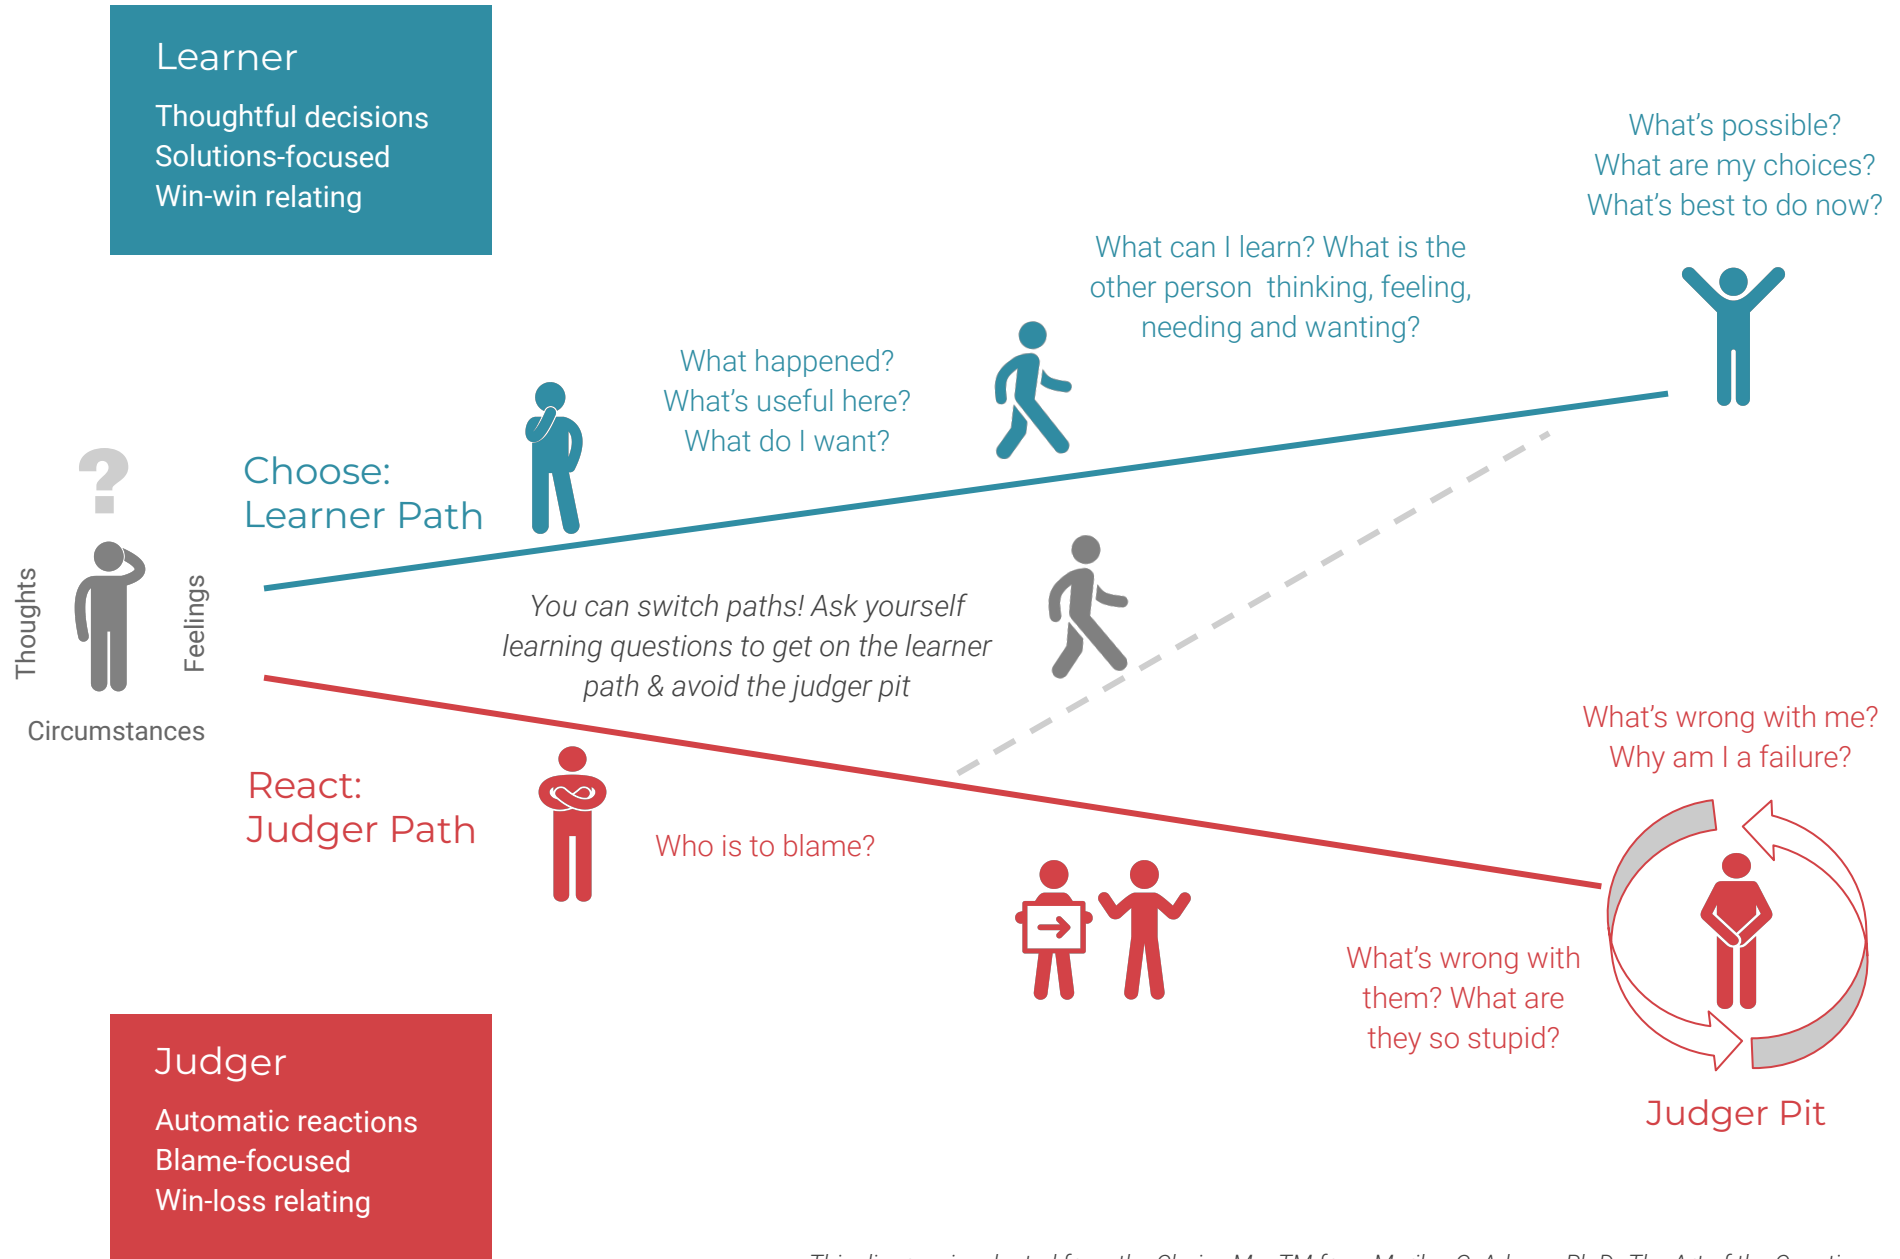 Learner
Thoughtful decisions
Solutions-focused
Win-win relating
What's possible?
What are my choices?
What's best to do now?
What can I learn? What is the
other person thinking, feeling,
needing and wanting?
What happened?
What's useful here?
What do I want?
?
Choose:
Learner Path
Thoughts
Feelings
Circumstances
You can switch paths! Ask yourself
learning questions to get on the learner
path & avoid the judger pit
React:
Judger Path
Who is to blame?
What's wrong with me?
Why am I a failure?
What's wrong with
them? What are
they so stupid?
Judger Pit
Judger
Automatic reactions
Blame-focused
Win-loss relating